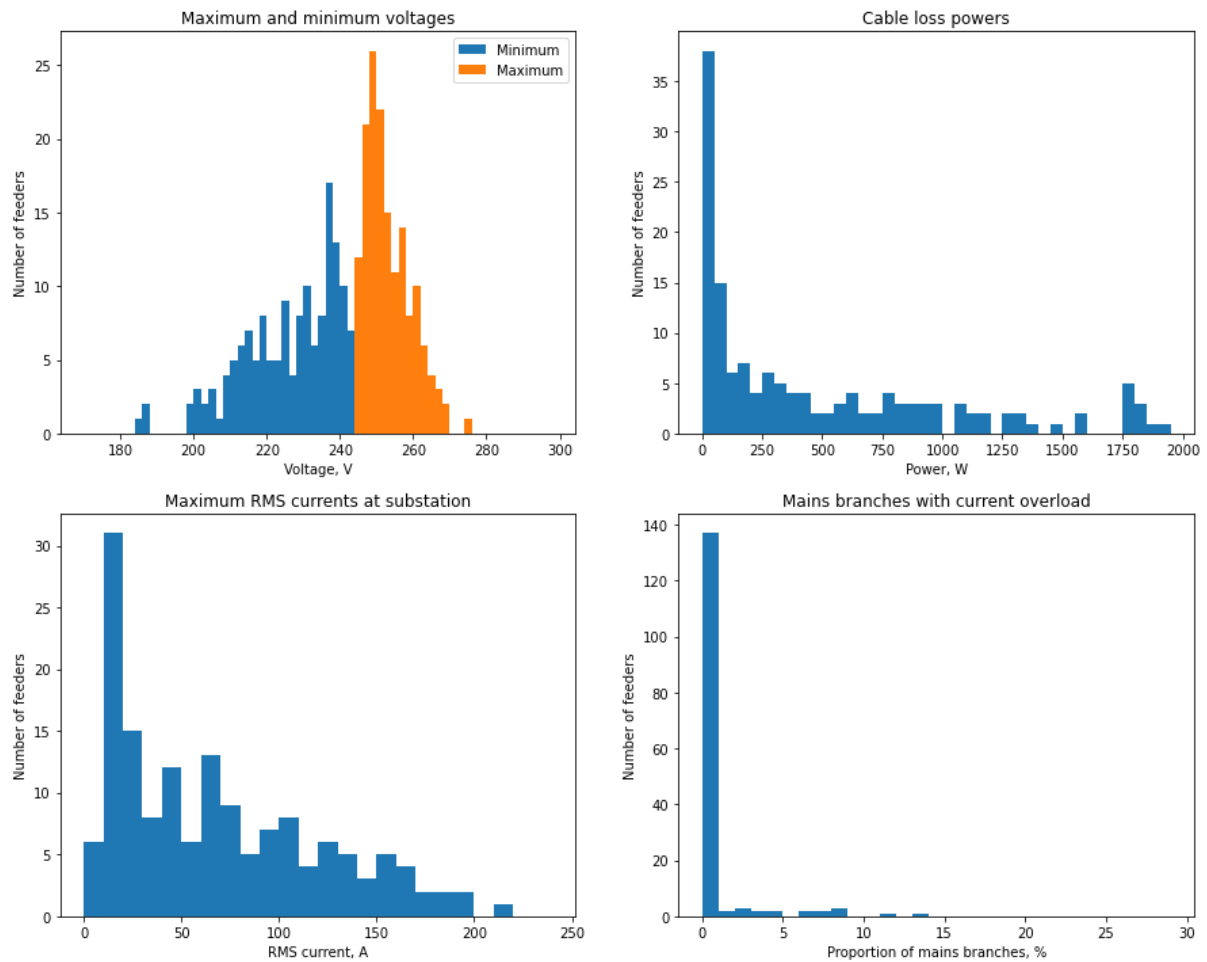 Maximum and minimum voltages
Number of feeders
25
20
15
10
5
0
Minimum
Maximum
180 200 220 240 260 280 300
Voltage, V
Cable loss powers
Number of feeders
35
30
25
20
15
10
5
0
0 250 500 750 1000 1250 1500 1750 2000
Power, W
Maximum RMS currents at substation
Number of feeders
30
25
20
15
10
5
0
0 50 100 150 200 250
RMS current, A
Mains branches with current overload
Number of feeders
140
120
100
80
60
40
20
0
0 5 10 15 20 25 30
Proportion of mains branches, %